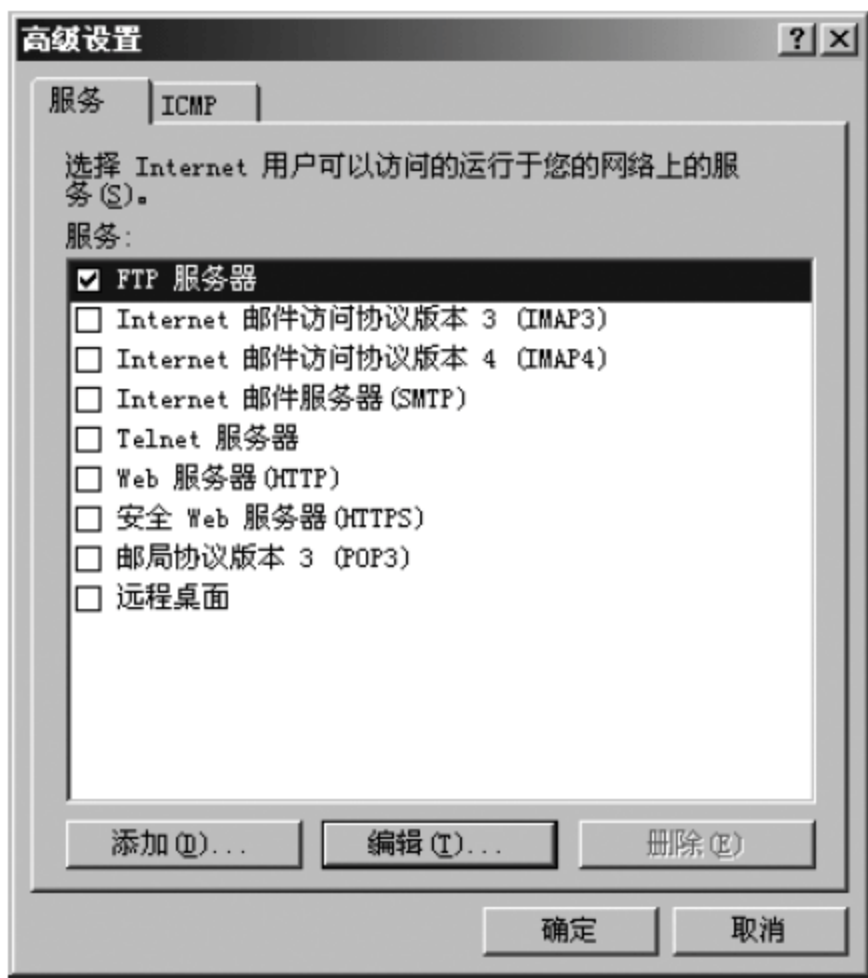 高级设置
服务
ICMP
选择 Internet 用户可以访问的运行于您的网络上的服
务(S)。
服务:
FTP 服务器
Internet 邮件访问协议版本 3 (IMAP3)
Internet 邮件访问协议版本 4 (IMAP4)
Internet 邮件服务器(SMTP)
Telnet 服务器
Web 服务器(HTTP)
安全 Web 服务器(HTTPS)
邮局协议版本 3 (POP3)
远程桌面
添加(D)... 编辑(T)... 删除(E)
确定 取消